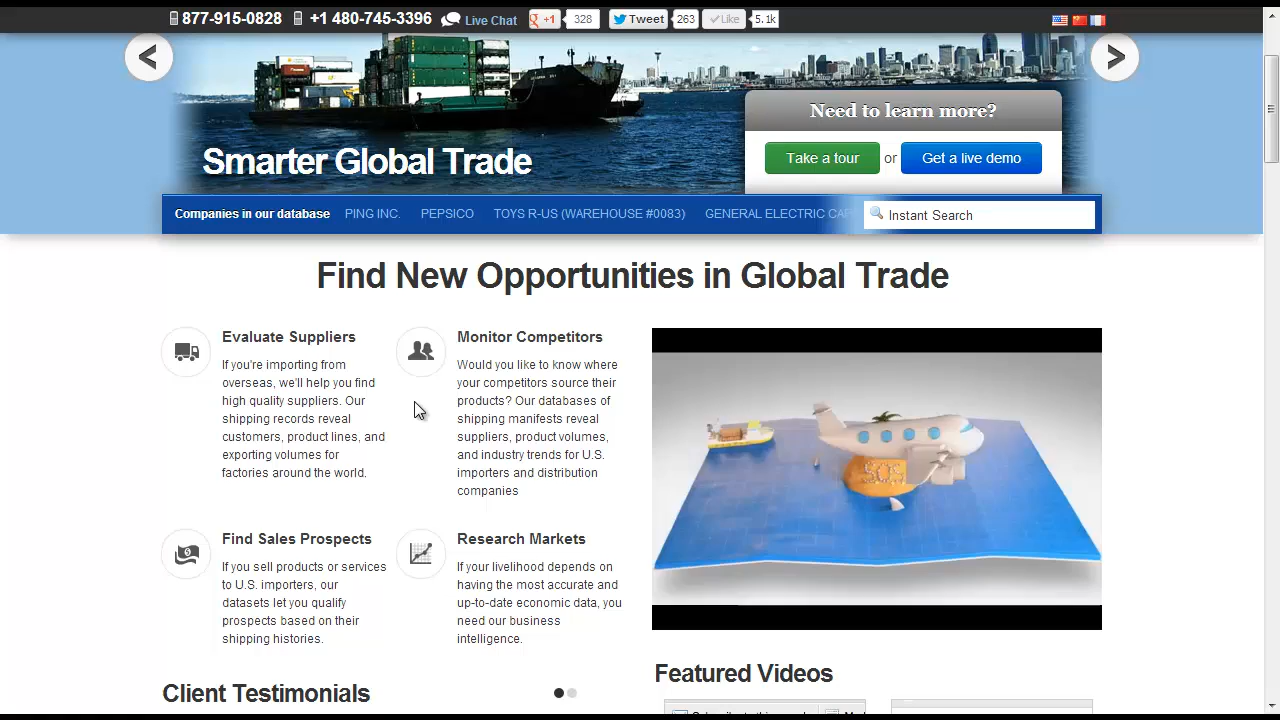 877-915-0828 +1 480-745-3396 Live Chat +1 328 Tweet 263 Like 5.1k
Smarter Global Trade
Need to learn more?
Take a tour or Get a live demo
Companies in our database PING INC. PEPSICO TOYS R-US (WAREHOUSE #0083) GENERAL ELECTRIC Instant Search
Find New Opportunities in Global Trade
Evaluate Suppliers
If you're importing from
overseas, we'll help you find
high quality suppliers. Our
shipping records reveal
customers, product lines, and
exporting volumes for
factories around the world.
Monitor Competitors
Would you like to know where
your competitors source their
products? Our databases of
shipping manifests reveal
suppliers, product volumes,
and industry trends for U.S.
importers and distribution
companies
Find Sales Prospects
If you sell products or services
to U.S. importers, our
datasets let you qualify
prospects based on their
shipping histories.
Research Markets
If your livelihood depends on
having the most accurate and
up-to-date economic data, you
need our business
intelligence.
SOS
Client Testimonials
Featured Videos